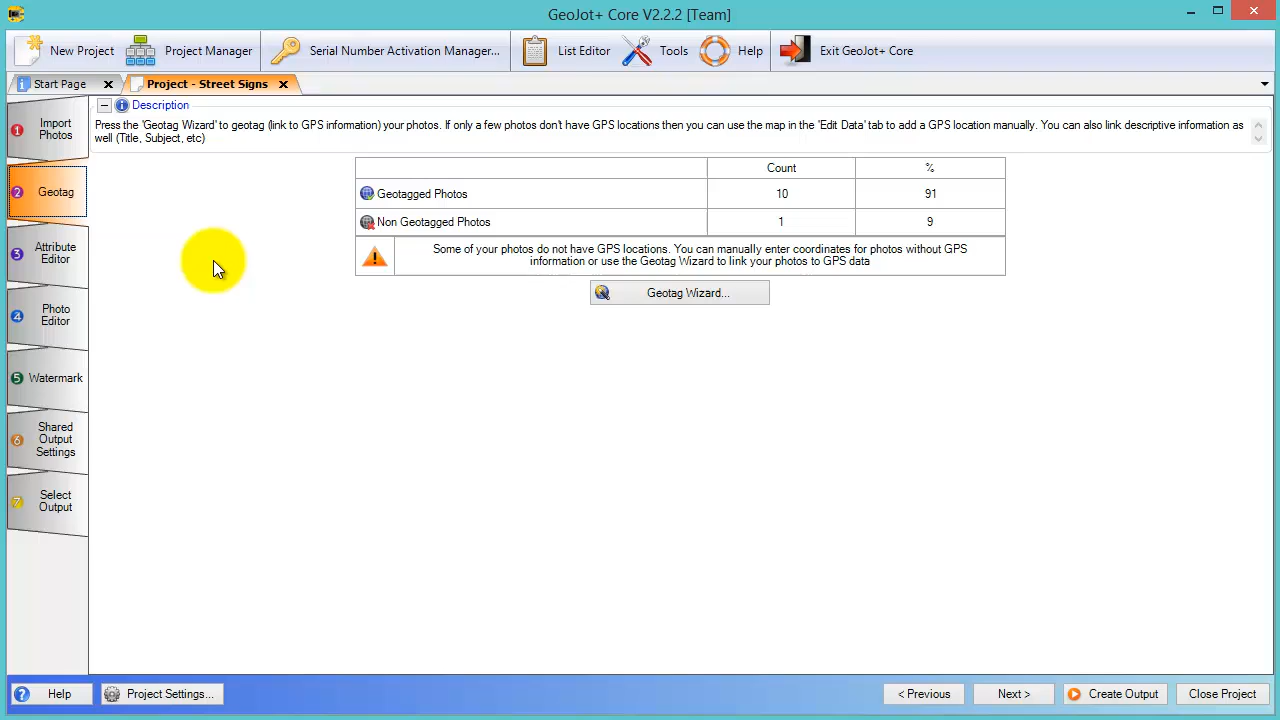 GeoJot+ Core V2.2.2 [Team]
New Project Project Manager Serial Number Activation Manager... List Editor Tools Help Exit GeoJot+ Core
Start Page Project - Street Signs
Description
Press the 'Geotag Wizard' to geotag (link to GPS information) your photos. If only a few photos don't have GPS locations then you can use the map in the 'Edit Data' tab to add a GPS location manually. You can also link descriptive information as
well (Title, Subject, etc)
1 Import Photos
2 Geotag
3 Attribute Editor
4 Photo Editor
5 Watermark
6 Shared Output Settings
7 Select Output
Count %
Geotagged Photos 10 91
Non Geotagged Photos 1 9
Some of your photos do not have GPS locations. You can manually enter coordinates for photos without GPS
information or use the Geotag Wizard to link your photos to GPS data
Geotag Wizard...
Help Project Settings... < Previous Next > Create Output Close Project